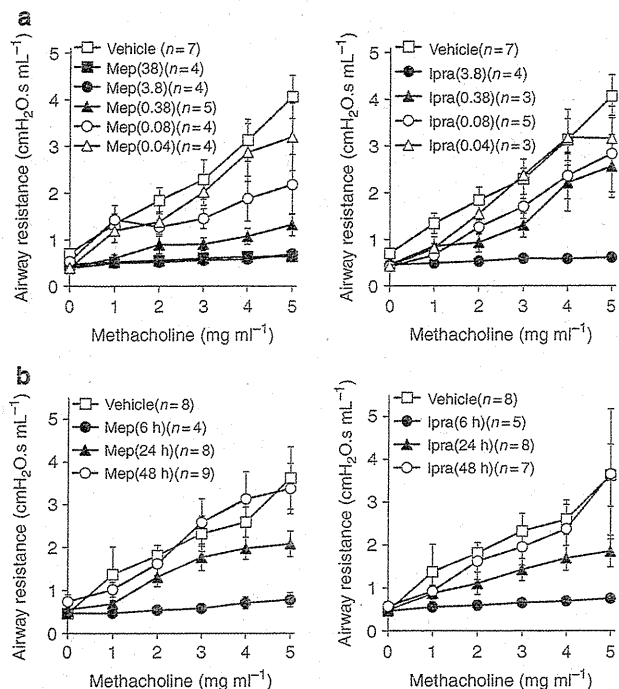 a
Airway resistance (cmH2O.s mL−1)
5
4
3
2
1
0
Vehicle (n=7)
Mep(38)(n=4)
Mep(3.8)(n=4)
Mep(0.38)(n=5)
Mep(0.08)(n=4)
Mep(0.04)(n=4)
0 1 2 3 4 5
Methacholine (mg ml−1)
Airway resistance (cmH2O.s mL−1)
5
4
3
2
1
0
Vehicle(n=7)
Ipra(3.8)(n=4)
Ipra(0.38)(n=3)
Ipra(0.08)(n=5)
Ipra(0.04)(n=3)
0 1 2 3 4 5
Methacholine (mg ml−1)
b
Airway resistance (cmH2O.s mL−1)
5
4
3
2
1
0
Vehicle(n=8)
Mep(6 h)(n=4)
Mep(24 h)(n=8)
Mep(48 h)(n=9)
0 1 2 3 4 5
Methacholine (mg ml−1)
Airway resistance (cmH2O.s mL−1)
5
4
3
2
1
0
Vehicle(n=8)
Ipra(6 h)(n=5)
Ipra(24 h)(n=8)
Ipra(48 h)(n=7)
0 1 2 3 4 5
Methacholine (mg ml−1)